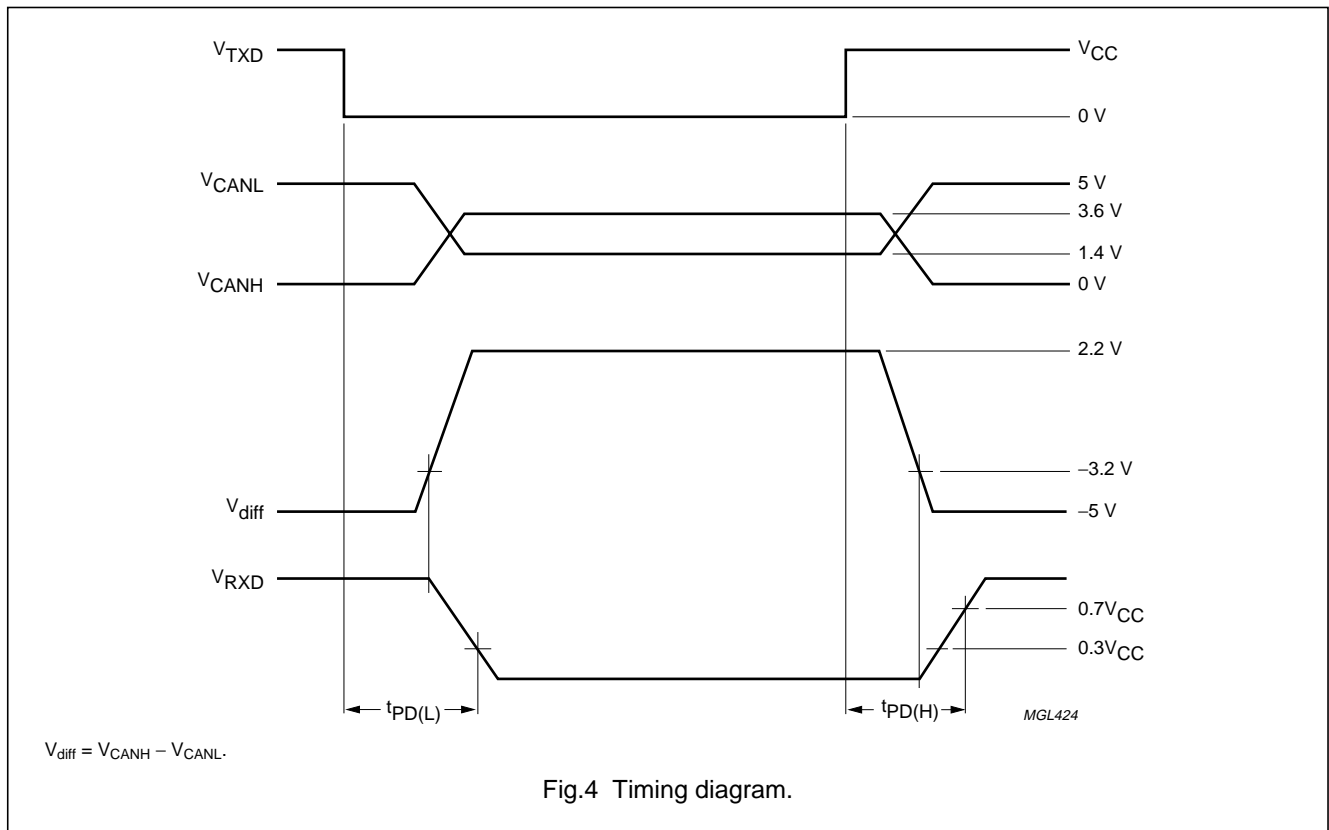 VTXD
VCC
0 V
VCANL
5 V
3.6 V
1.4 V
VCANH
0 V
2.2 V
−3.2 V
Vdiff
−5 V
VRXD
0.7VCC
0.3VCC
tPD(L)
tPD(H)
MGL424
Vdiff = VCANH − VCANL.
Fig.4 Timing diagram.